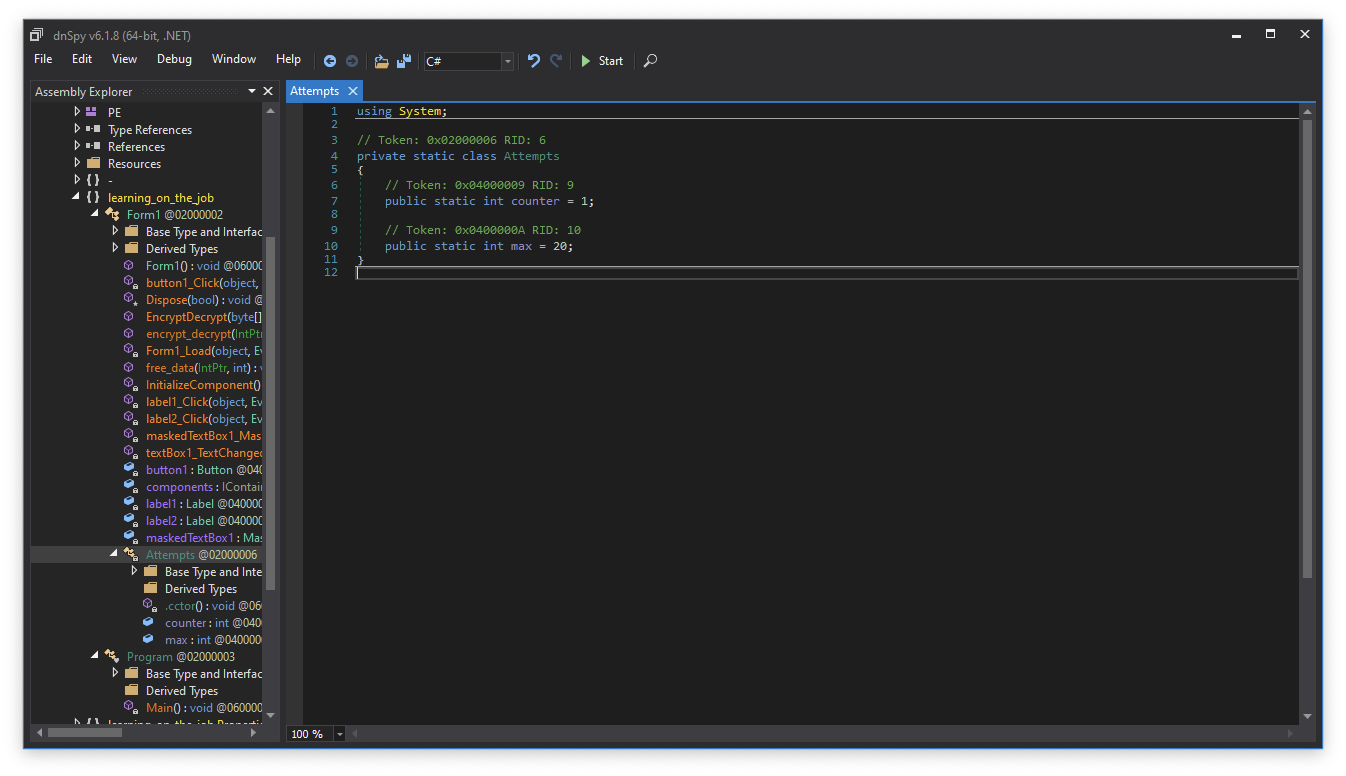 dnSpy v6.1.8 (64-bit, .NET)
File Edit View Debug Window Help C# Start
Assembly Explorer
PE
Type References
References
Resources
{ } -
{ } learning_on_the_job
Form1 @02000002
Base Type and Interfac
Derived Types
Form1() : void @0600
button1_Click(object,
Dispose(bool) : void @
EncryptDecrypt(byte[]
encrypt_decrypt(IntPtr
Form1_Load(object, Ev
free_data(IntPtr, int) : v
InitializeComponent()
label1_Click(object, Ev
label2_Click(object, Ev
maskedTextBox1_Mas
textBox1_TextChanged
button1 : Button @040
components : IContai
label1 : Label @04000
label2 : Label @04000
maskedTextBox1 : Mas
Attempts @02000006
Base Type and Inte
Derived Types
.cctor() : void @060
counter : int @040
max : int @04000
Program @02000003
Base Type and Interfac
Derived Types
Main() : void @06000
{ } learning_on_the_job.Properti
Attempts
1 using System;
2
3 // Token: 0x02000006 RID: 6
4 private static class Attempts
5 {
6 // Token: 0x04000009 RID: 9
7 public static int counter = 1;
8
9 // Token: 0x0400000A RID: 10
10 public static int max = 20;
11 }
12
100 %